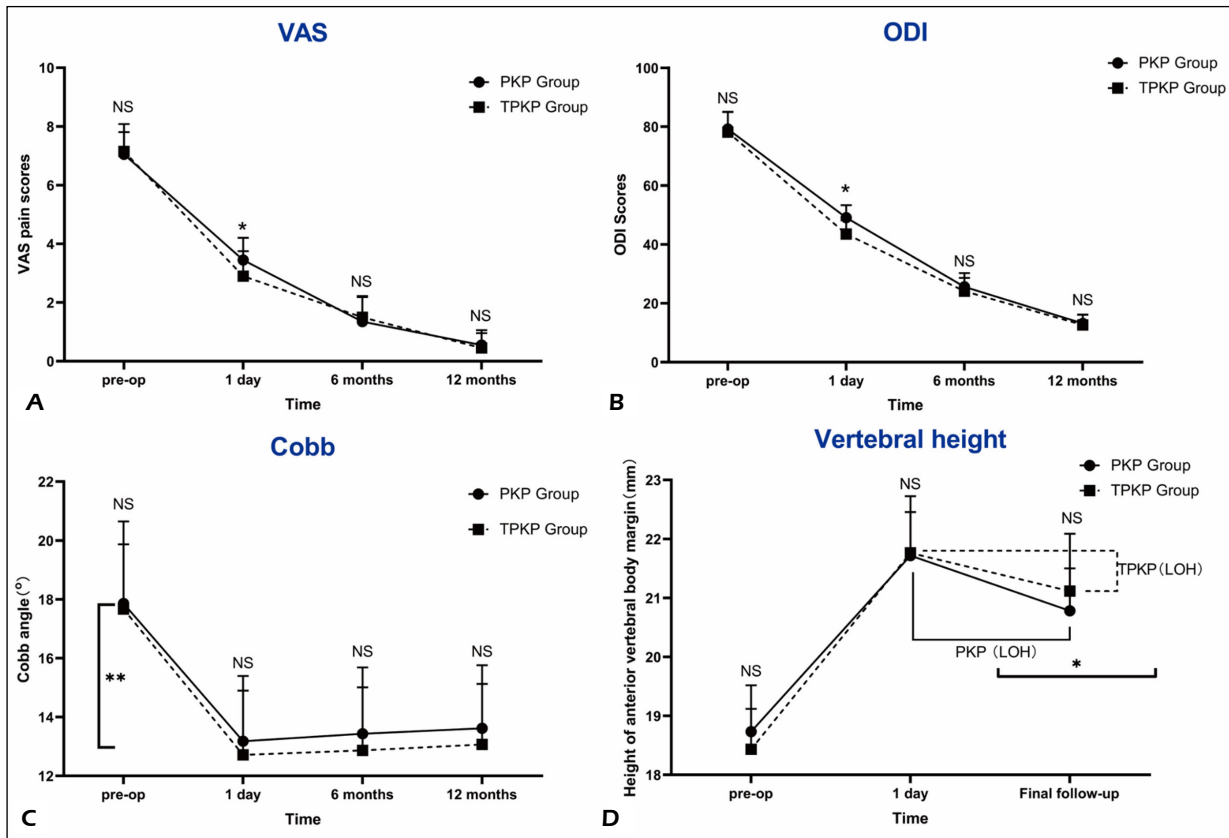 VAS
10
8
6
4
2
0
VAS pain scores
PKP Group
TPKP Group
NS
*
NS
NS
pre-op
1 day
6 months
12 months
Time
A
ODI
100
80
60
40
20
0
ODI Scores
PKP Group
TPKP Group
NS
*
NS
NS
pre-op
1 day
6 months
12 months
Time
B
Cobb
22
20
18
16
14
12
Cobb angle(°)
PKP Group
TPKP Group
NS
NS
NS
NS
**
pre-op
1 day
6 months
12 months
Time
C
Vertebral height
23
22
21
20
19
18
Height of anterior vertebral body margin(mm)
PKP Group
TPKP Group
NS
NS
NS
TPKP(LOH)
PKP (LOH)
*
pre-op
1 day
Final follow-up
Time
D